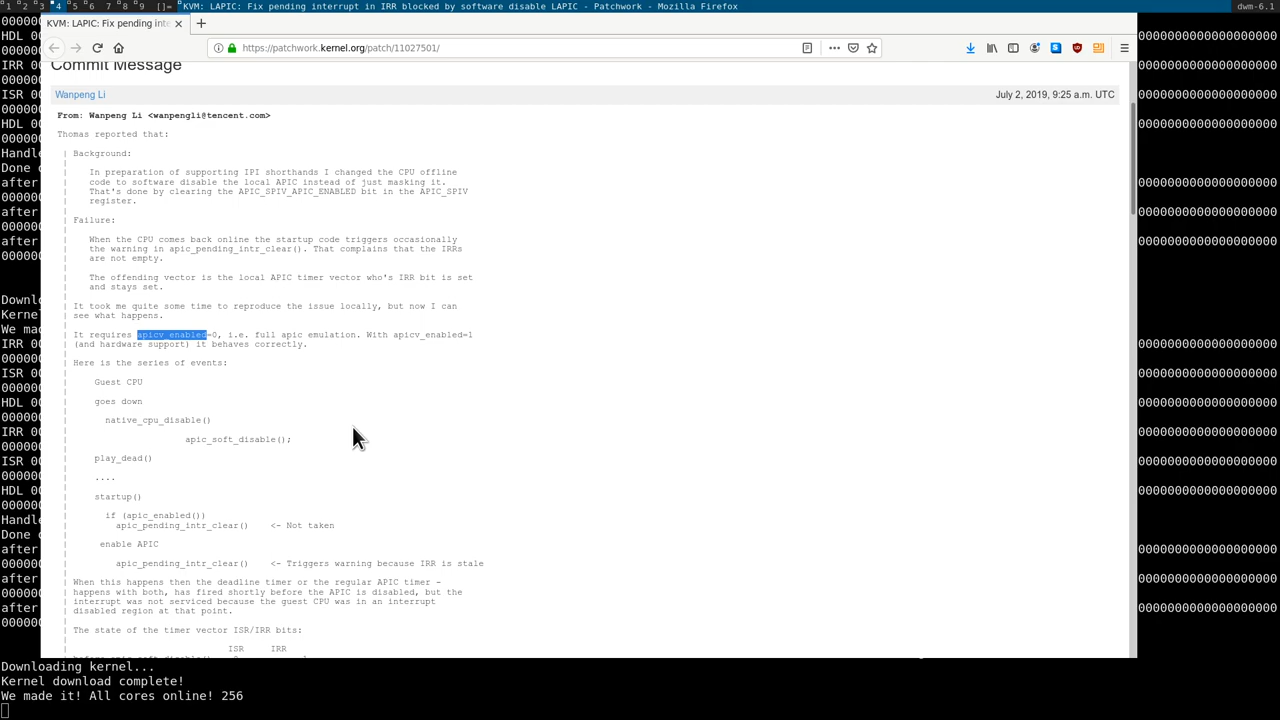 1 2 3 4 5 6 7 8 9 []= KVM: LAPIC: Fix pending interrupt in IRR blocked by software disable LAPIC - Patchwork - Mozilla Firefox dwm-6.1
KVM: LAPIC: Fix pending inte
https://patchwork.kernel.org/patch/11027501/
Commit Message
Wanpeng Li July 2, 2019, 9:25 a.m. UTC
From: Wanpeng Li <wanpengli@tencent.com>
Thomas reported that:
| Background:
|
| In preparation of supporting IPI shorthands I changed the CPU offline
| code to software disable the local APIC instead of just masking it.
| That's done by clearing the APIC_SPIV_APIC_ENABLED bit in the APIC_SPIV
| register.
|
| Failure:
|
| When the CPU comes back online the startup code triggers occasionally
| the warning in apic_pending_intr_clear(). That complains that the IRRs
| are not empty.
|
| The offending vector is the local APIC timer vector who's IRR bit is set
| and stays set.
|
| It took me quite some time to reproduce the issue locally, but now I can
| see what happens.
|
| It requires apicv_enabled=0, i.e. full apic emulation. With apicv_enabled=1
| (and hardware support) it behaves correctly.
|
| Here is the series of events:
|
| Guest CPU
|
| goes down
|
| native_cpu_disable()
|
| apic_soft_disable();
|
| play_dead()
|
| ....
|
| startup()
|
| if (apic_enabled())
| apic_pending_intr_clear() <- Not taken
|
| enable APIC
|
| apic_pending_intr_clear() <- Triggers warning because IRR is stale
|
| When this happens then the deadline timer or the regular APIC timer -
| happens with both, has fired shortly before the APIC is disabled, but the
| interrupt was not serviced because the guest CPU was in an interrupt
| disabled region at that point.
|
| The state of the timer vector ISR/IRR bits:
|
| ISR IRR
Downloading kernel...
Kernel download complete!
We made it! All cores online! 256